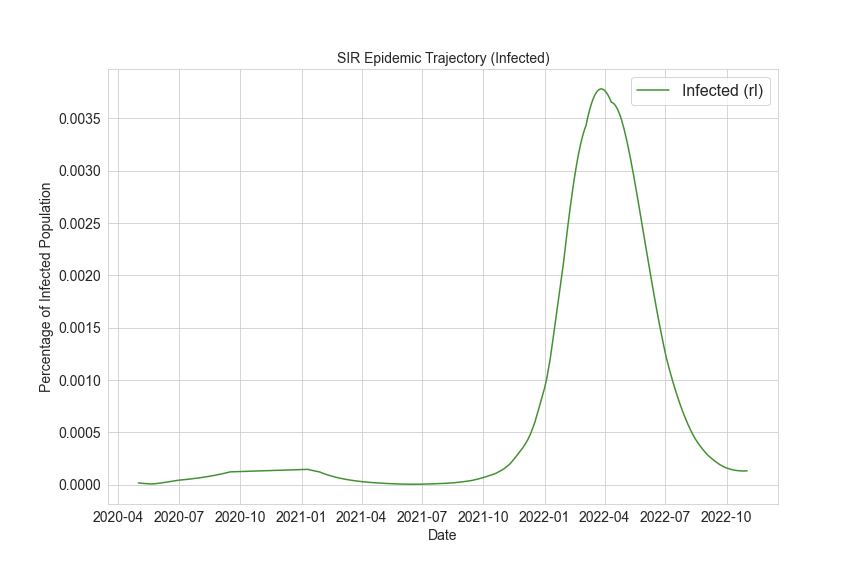 SIR Epidemic Trajectory (Infected)
Infected (rI)
Percentage of Infected Population
0.0035
0.0030
0.0025
0.0020
0.0015
0.0010
0.0005
0.0000
2020-04 2020-07 2020-10 2021-01 2021-04 2021-07 2021-10 2022-01 2022-04 2022-07 2022-10
Date